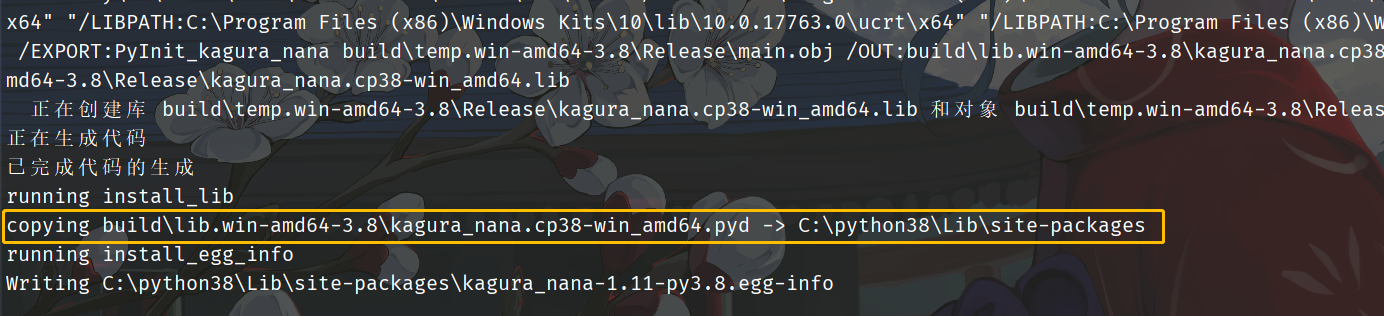 x64" "/LIBPATH:C:\Program Files (x86)\Windows Kits\10\lib\10.0.17763.0\ucrt\x64" "/LIBPATH:C:\Program Files (x86)\W
/EXPORT:PyInit_kagura_nana build\temp.win-amd64-3.8\Release\main.obj /OUT:build\lib.win-amd64-3.8\kagura_nana.cp38
md64-3.8\Release\kagura_nana.cp38-win_amd64.lib
正在创建库 build\temp.win-amd64-3.8\Release\kagura_nana.cp38-win_amd64.lib 和对象 build\temp.win-amd64-3.8\Releas
正在生成代码
已完成代码的生成
running install_lib
copying build\lib.win-amd64-3.8\kagura_nana.cp38-win_amd64.pyd -> C:\python38\Lib\site-packages
running install_egg_info
Writing C:\python38\Lib\site-packages\kagura_nana-1.11-py3.8.egg-info